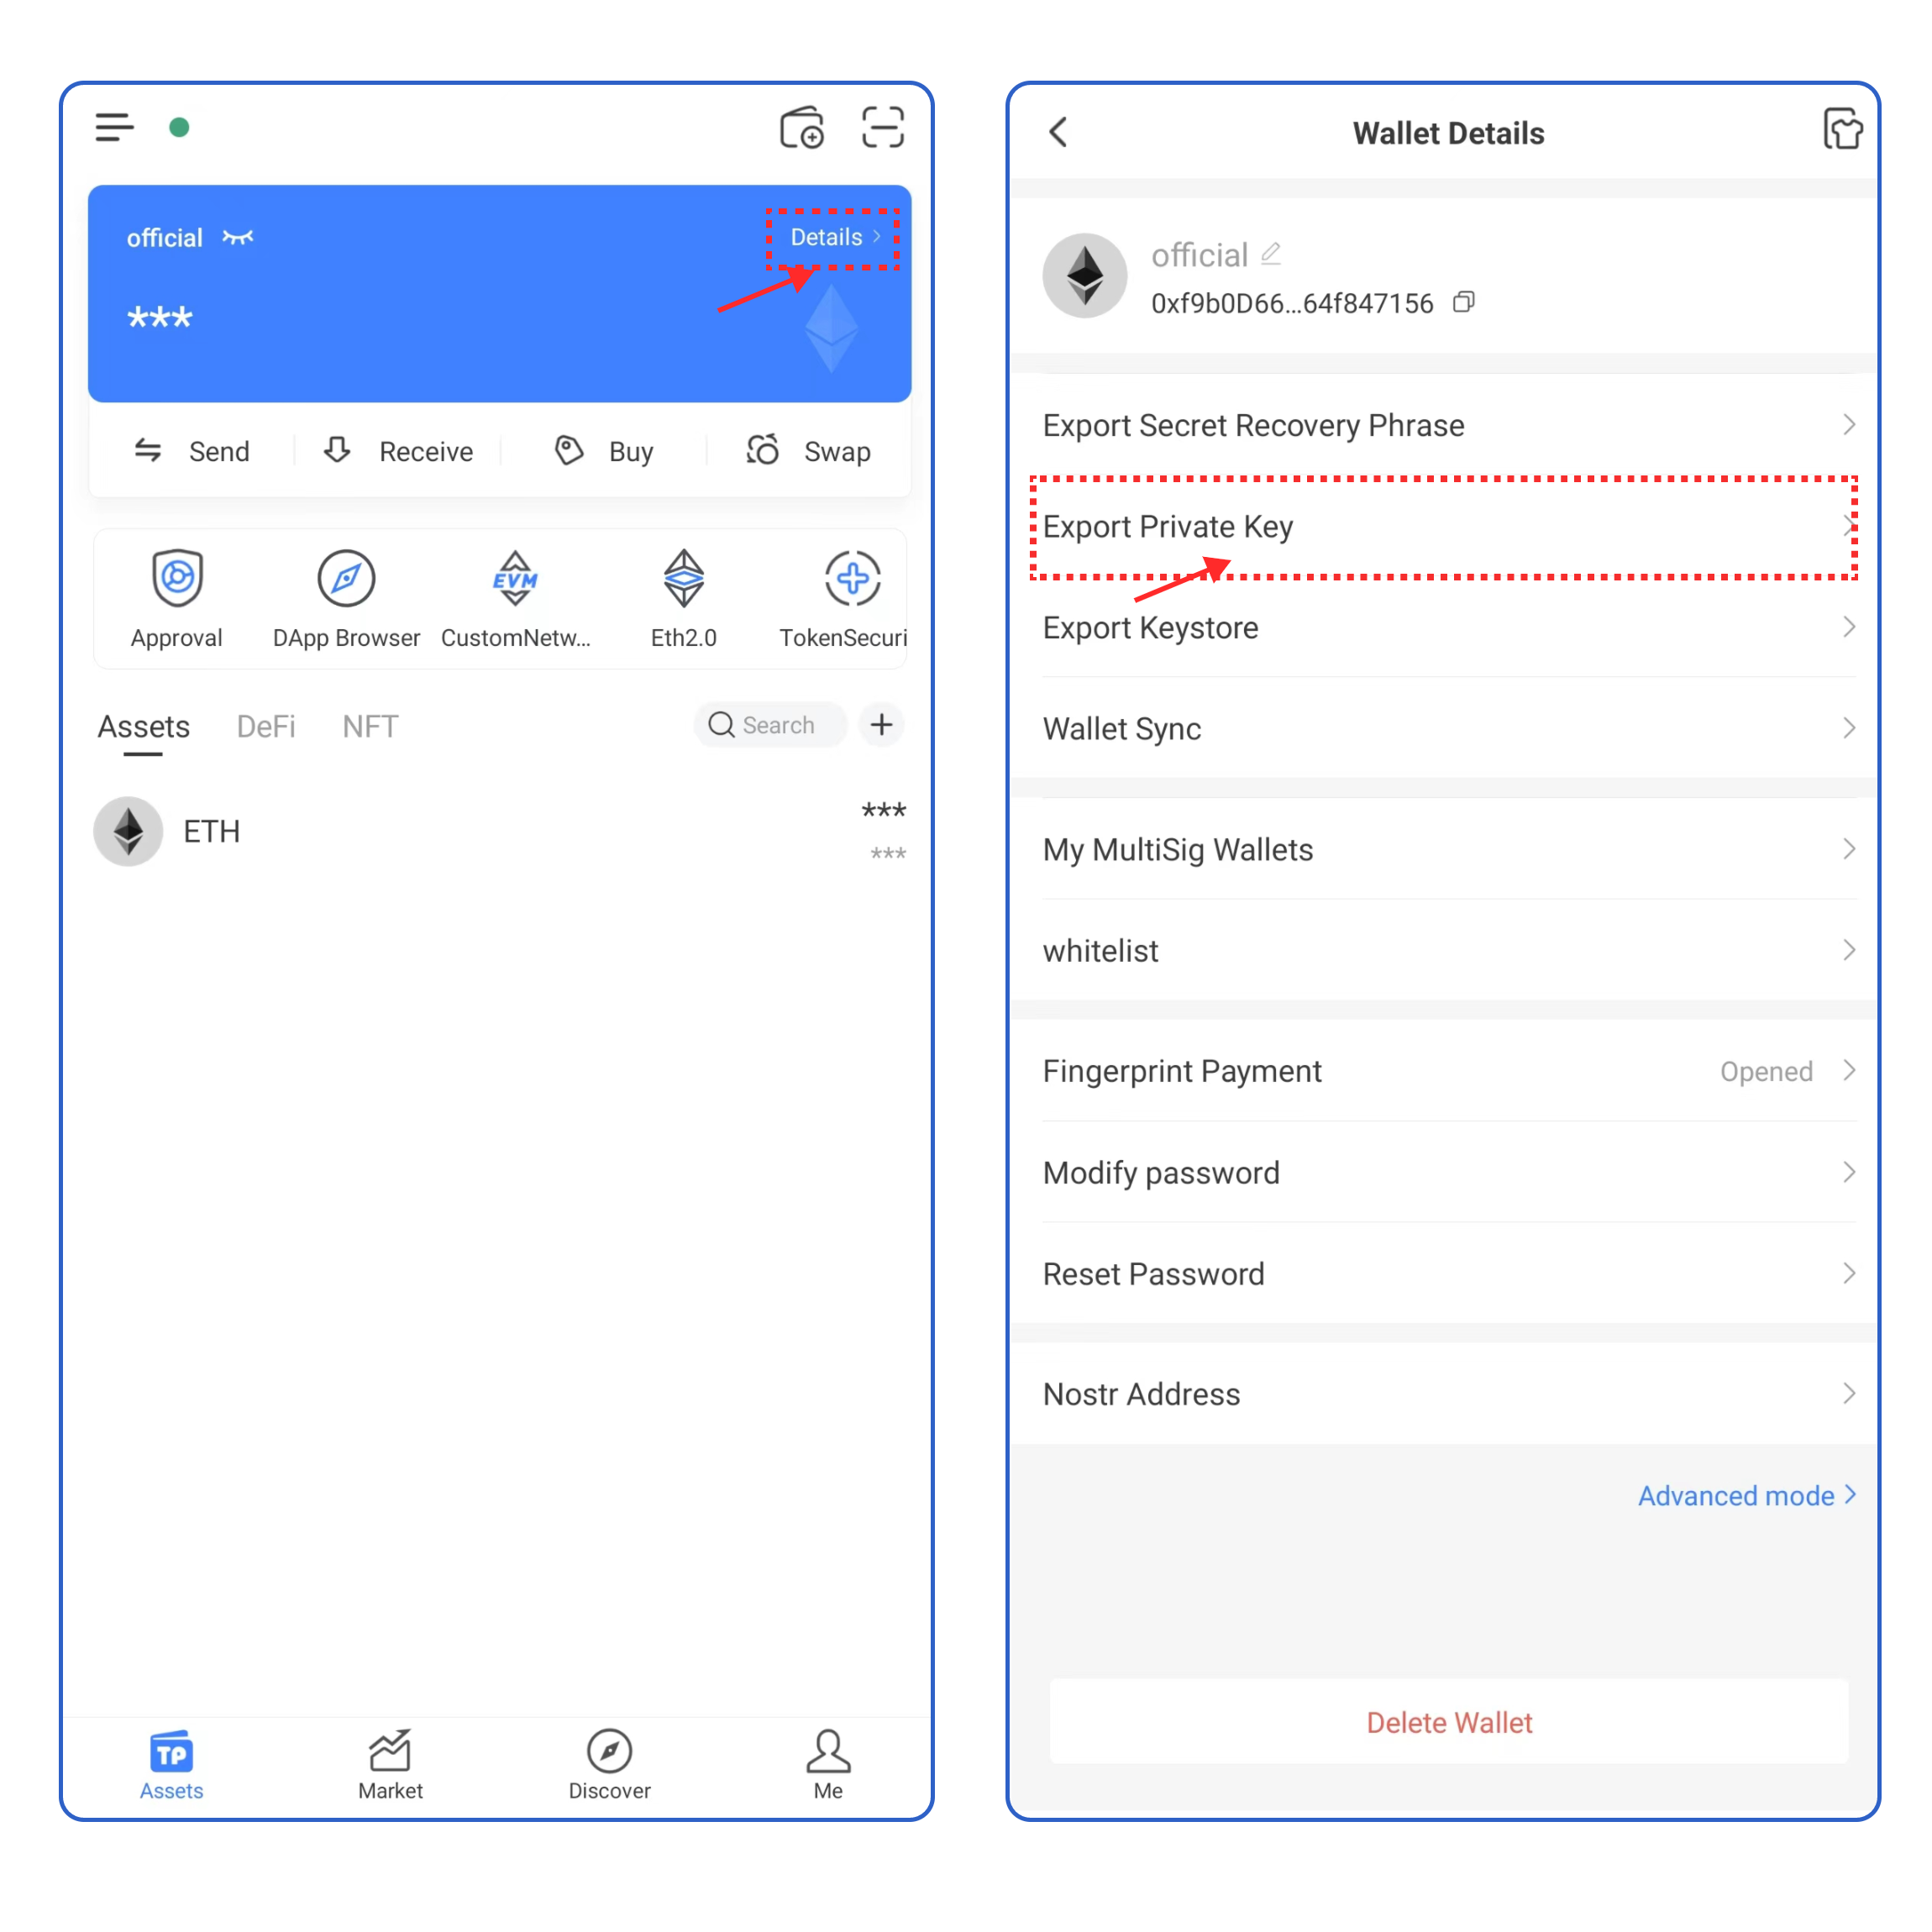 official
Details
***
Send
Receive
Buy
Swap
EVM
Approval
DApp Browser
CustomNetw...
Eth2.0
TokenSecuri
Assets
DeFi
NFT
Search
ETH
***
***
TP
Assets
Market
Discover
Me
Wallet Details
official
0xf9b0D66...64f847156
Export Secret Recovery Phrase
Export Private Key
Export Keystore
Wallet Sync
My MultiSig Wallets
whitelist
Fingerprint Payment
Opened
Modify password
Reset Password
Nostr Address
Advanced mode
Delete Wallet